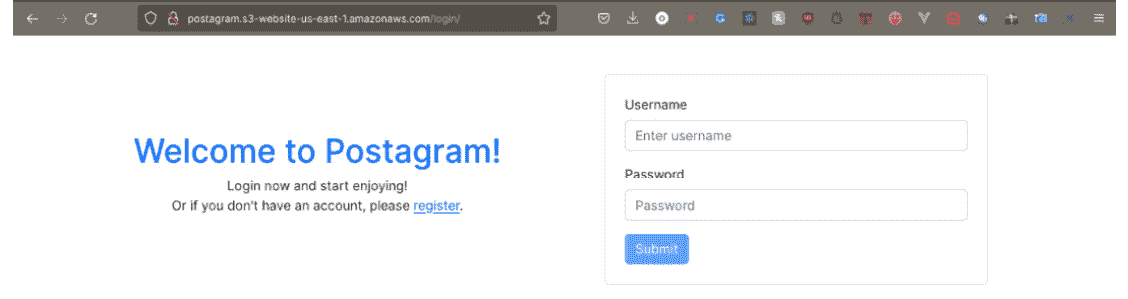 postagram.s3-website-us-east-1.amazonaws.com/login/
Welcome to Postagram!
Login now and start enjoying!
Or if you don't have an account, please register.
Username
Enter username
Password
Password
Submit